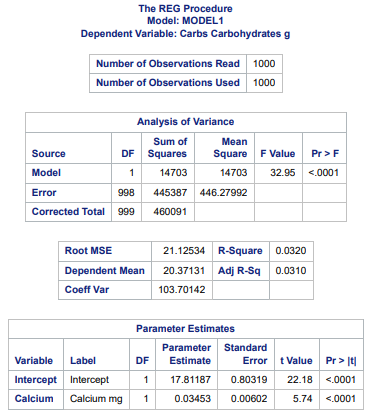 The REG Procedure
Model: MODEL1
Dependent Variable: Carbs Carbohydrates g
Number of Observations Read 1000
Number of Observations Used 1000
Analysis of Variance
Source DF Sum of Squares Mean Square F Value Pr > F
Model 1 14703 14703 32.95 <.0001
Error 998 445387 446.27992
Corrected Total 999 460091
Root MSE 21.12534 R-Square 0.0320
Dependent Mean 20.37131 Adj R-Sq 0.0310
Coeff Var 103.70142
Parameter Estimates
Variable Label DF Parameter Estimate Standard Error t Value Pr > |t|
Intercept Intercept 1 17.81187 0.80319 22.18 <.0001
Calcium Calcium mg 1 0.03453 0.00602 5.74 <.0001